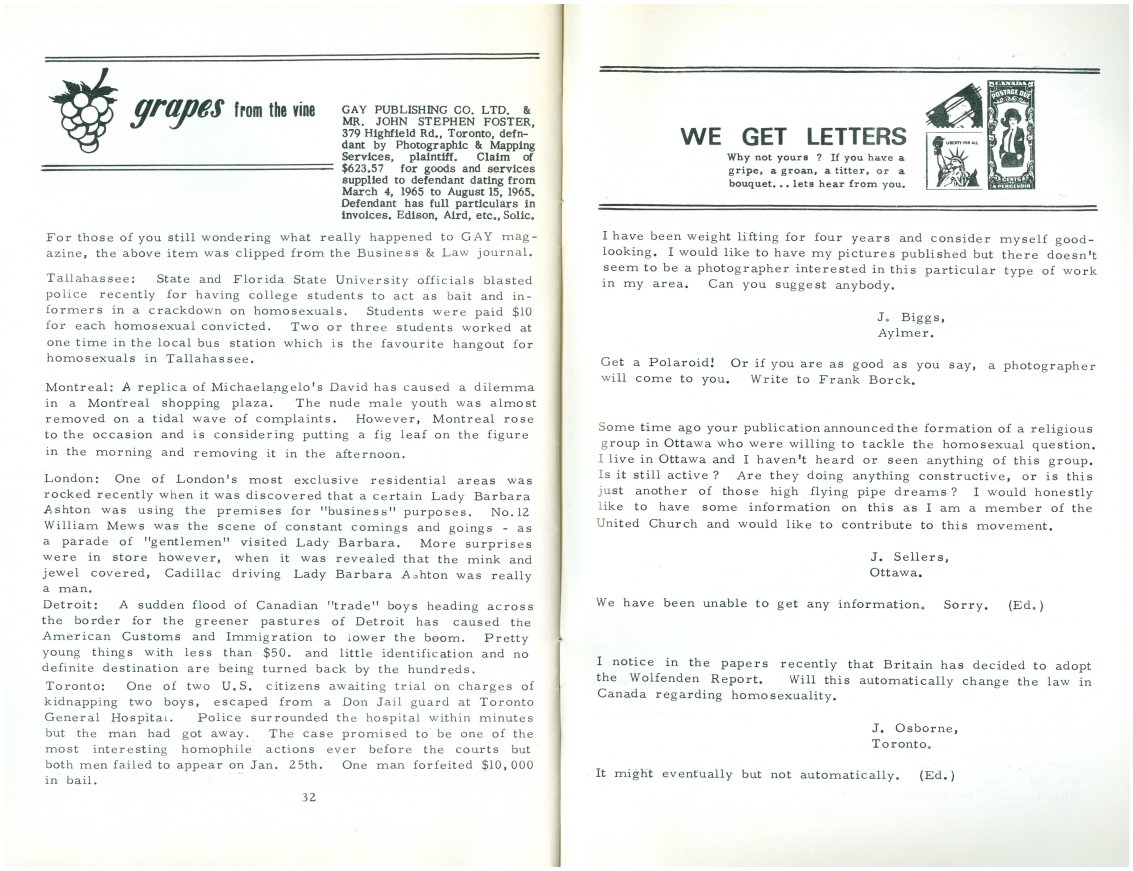 grapes from the vine
GAY PUBLISHING CO. LTD. &
MR. JOHN STEPHEN FOSTER,
379 Highfield Rd., Toronto, defn-
dant by Photographic & Mapping
Services, plaintiff. Claim of
$623.57 for goods and services
supplied to defendant dating from
March 4, 1965 to August 15, 1965.
Defendant has full particulars in
invoices. Edison, Aird, etc., Solic.
For those of you still wondering what really happened to GAY mag-
azine, the above item was clipped from the Business & Law journal.
Tallahassee: State and Florida State University officials blasted
police recently for having college students to act as bait and in-
formers in a crackdown on homosexuals. Students were paid $10
for each homosexual convicted. Two or three students worked at
one time in the local bus station which is the favourite hangout for
homosexuals in Tallahassee.
Montreal: A replica of Michaelangelo's David has caused a dilemma
in a Montreal shopping plaza. The nude male youth was almost
removed on a tidal wave of complaints. However, Montreal rose
to the occasion and is considering putting a fig leaf on the figure
in the morning and removing it in the afternoon.
London: One of London's most exclusive residential areas was
rocked recently when it was discovered that a certain Lady Barbara
Ashton was using the premises for "business" purposes. No. 12
William Mews was the scene of constant comings and goings - as
a parade of "gentlemen" visited Lady Barbara. More surprises
were in store however, when it was revealed that the mink and
jewel covered, Cadillac driving Lady Barbara Ashton was really
a man.
Detroit: A sudden flood of Canadian "trade" boys heading across
the border for the greener pastures of Detroit has caused the
American Customs and Immigration to lower the boom. Pretty
young things with less than $50. and little identification and no
definite destination are being turned back by the hundreds.
Toronto: One of two U.S. citizens awaiting trial on charges of
kidnapping two boys, escaped from a Don Jail guard at Toronto
General Hospital. Police surrounded the hospital within minutes
but the man had got away. The case promised to be one of the
most interesting homophile actions ever before the courts but
both men failed to appear on Jan. 25th. One man forfeited $10,000
in bail.
32
WE GET LETTERS
Why not yours ? If you have a
gripe, a groan, a titter, or a
bouquet... lets hear from you.
LIBERTY FOR ALL
CANADA
POSTAGE DUE
CENTS
A PERCEVOIR
I have been weight lifting for four years and consider myself good-
looking. I would like to have my pictures published but there doesn't
seem to be a photographer interested in this particular type of work
in my area. Can you suggest anybody.
J. Biggs,
Aylmer.
Get a Polaroid! Or if you are as good as you say, a photographer
will come to you. Write to Frank Borck.
Some time ago your publication announced the formation of a religious
group in Ottawa who were willing to tackle the homosexual question.
I live in Ottawa and I haven't heard or seen anything of this group.
Is it still active ? Are they doing anything constructive, or is this
just another of those high flying pipe dreams ? I would honestly
like to have some information on this as I am a member of the
United Church and would like to contribute to this movement.
J. Sellers,
Ottawa.
We have been unable to get any information. Sorry. (Ed.)
I notice in the papers recently that Britain has decided to adopt
the Wolfenden Report. Will this automatically change the law in
Canada regarding homosexuality.
J. Osborne,
Toronto.
It might eventually but not automatically. (Ed.)